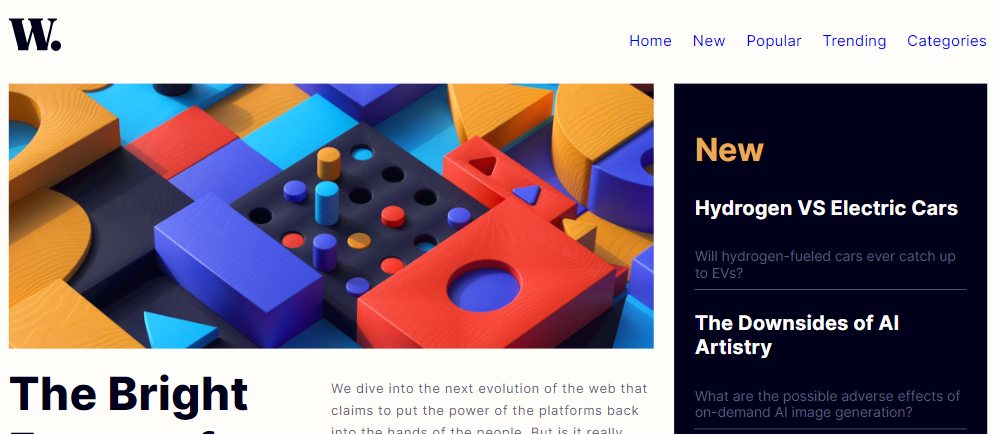 W.
Home New Popular Trending Categories
New
Hydrogen VS Electric Cars
Will hydrogen-fueled cars ever catch up
to EVs?
The Downsides of AI
Artistry
What are the possible adverse effects of
on-demand AI image generation?
The Bright
We dive into the next evolution of the web that
claims to put the power of the platforms back
into the hands of the people. But is it really